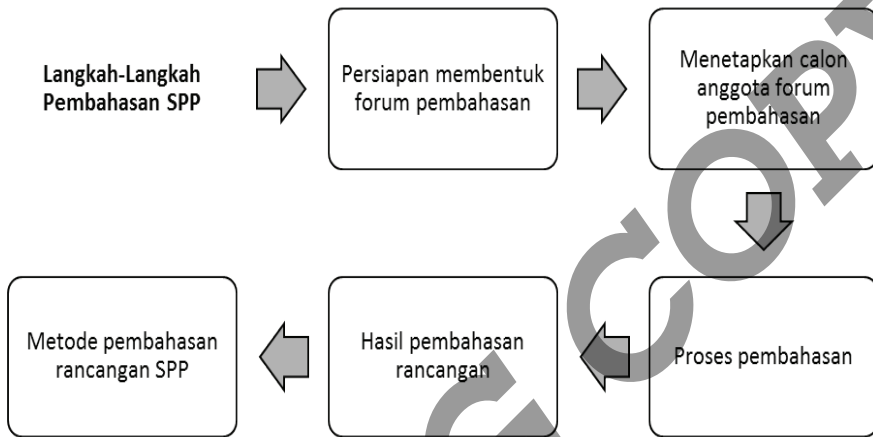 Langkah-Langkah
Pembahasan SPP
Persiapan membentuk
forum pembahasan
Menetapkan calon
anggota forum
pembahasan
Proses pembahasan
Hasil pembahasan
rancangan
Metode pembahasan
rancangan SPP
G COPY